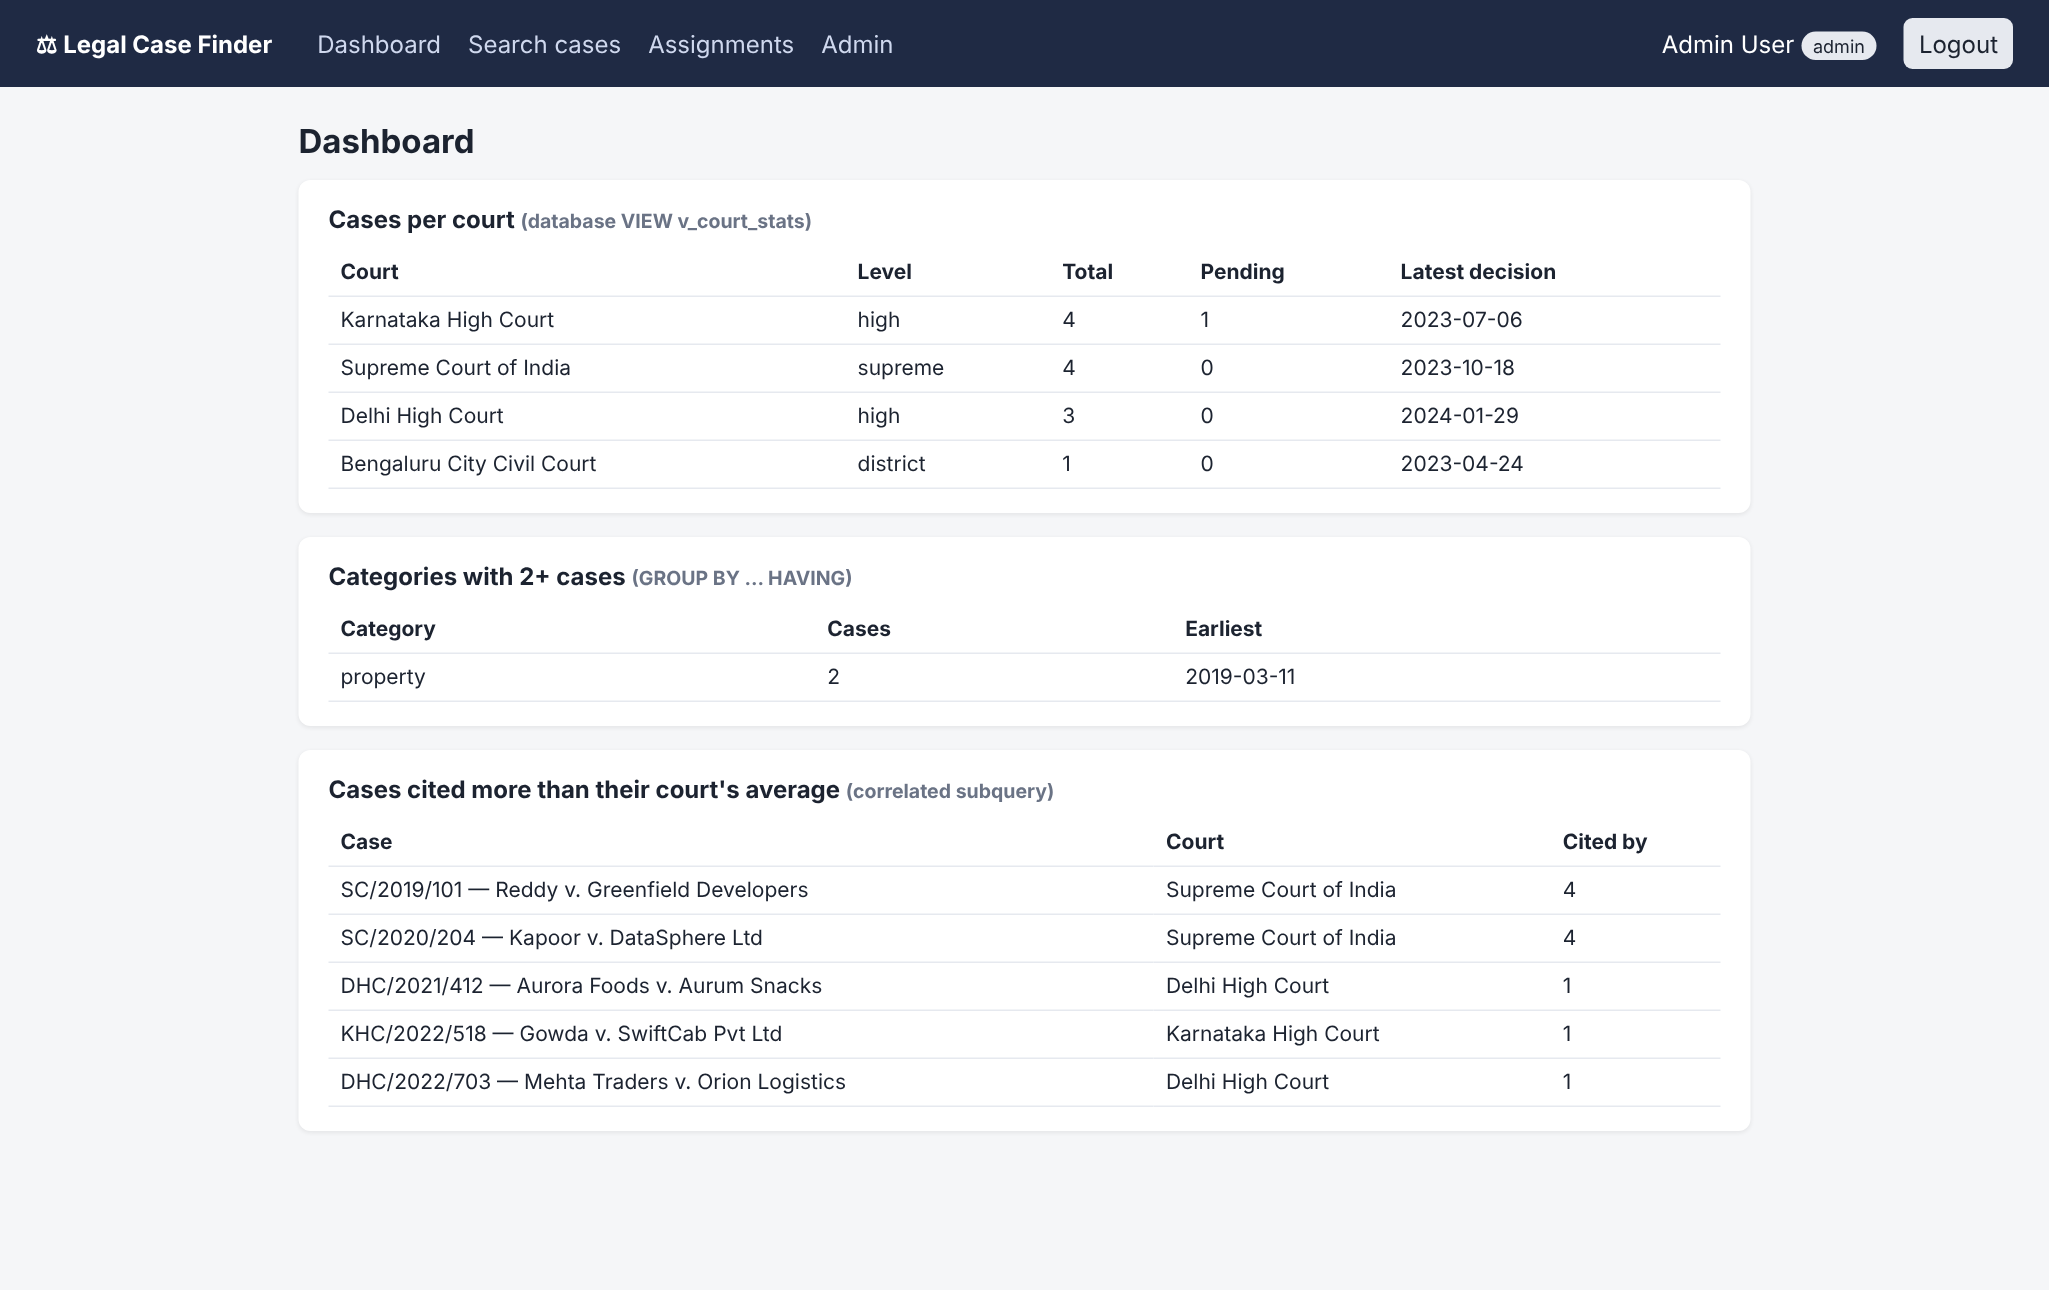 ⚖ Legal Case Finder Dashboard Search cases Assignments Admin Admin User admin Logout
Dashboard
Cases per court (database VIEW v_court_stats)
Court Level Total Pending Latest decision
Karnataka High Court high 4 1 2023-07-06
Supreme Court of India supreme 4 0 2023-10-18
Delhi High Court high 3 0 2024-01-29
Bengaluru City Civil Court district 1 0 2023-04-24
Categories with 2+ cases (GROUP BY … HAVING)
Category Cases Earliest
property 2 2019-03-11
Cases cited more than their court's average (correlated subquery)
Case Court Cited by
SC/2019/101 — Reddy v. Greenfield Developers Supreme Court of India 4
SC/2020/204 — Kapoor v. DataSphere Ltd Supreme Court of India 4
DHC/2021/412 — Aurora Foods v. Aurum Snacks Delhi High Court 1
KHC/2022/518 — Gowda v. SwiftCab Pvt Ltd Karnataka High Court 1
DHC/2022/703 — Mehta Traders v. Orion Logistics Delhi High Court 1